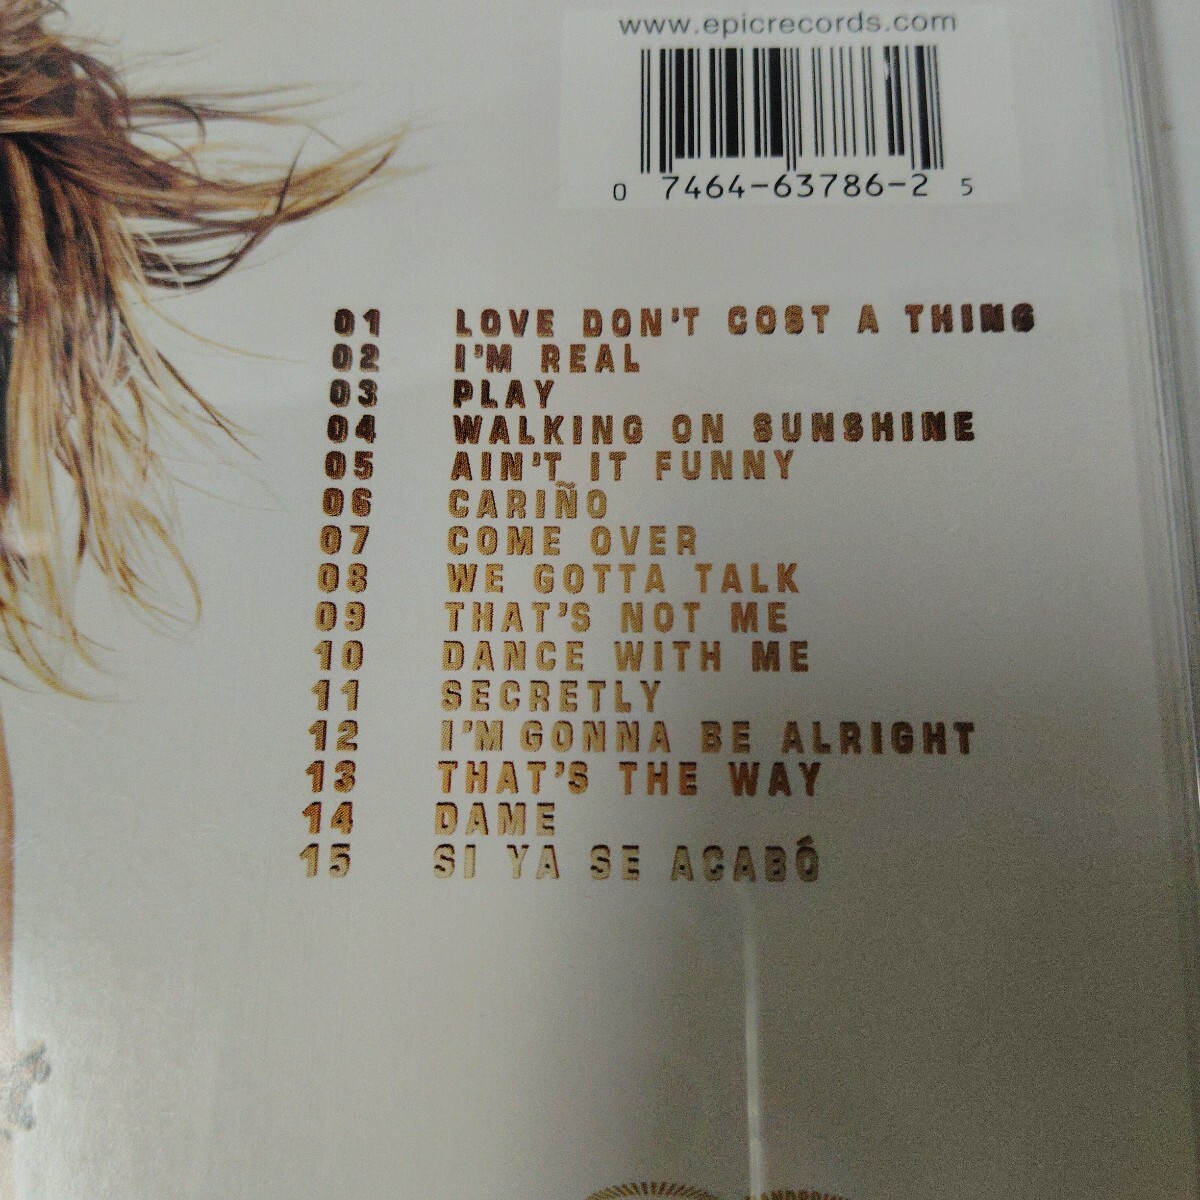 www.epicrecords.com
0 7464-63786-2 5
01 LOVE DON'T COST A THING
02 I'M REAL
03 PLAY
04 WALKING ON SUNSHINE
05 AIN'T IT FUNNY
06 CARIÑO
07 COME OVER
08 WE GOTTA TALK
09 THAT'S NOT ME
10 DANCE WITH ME
11 SECRETLY
12 I'M GONNA BE ALRIGHT
13 THAT'S THE WAY
14 DAME
15 SI YA SE ACABÓ